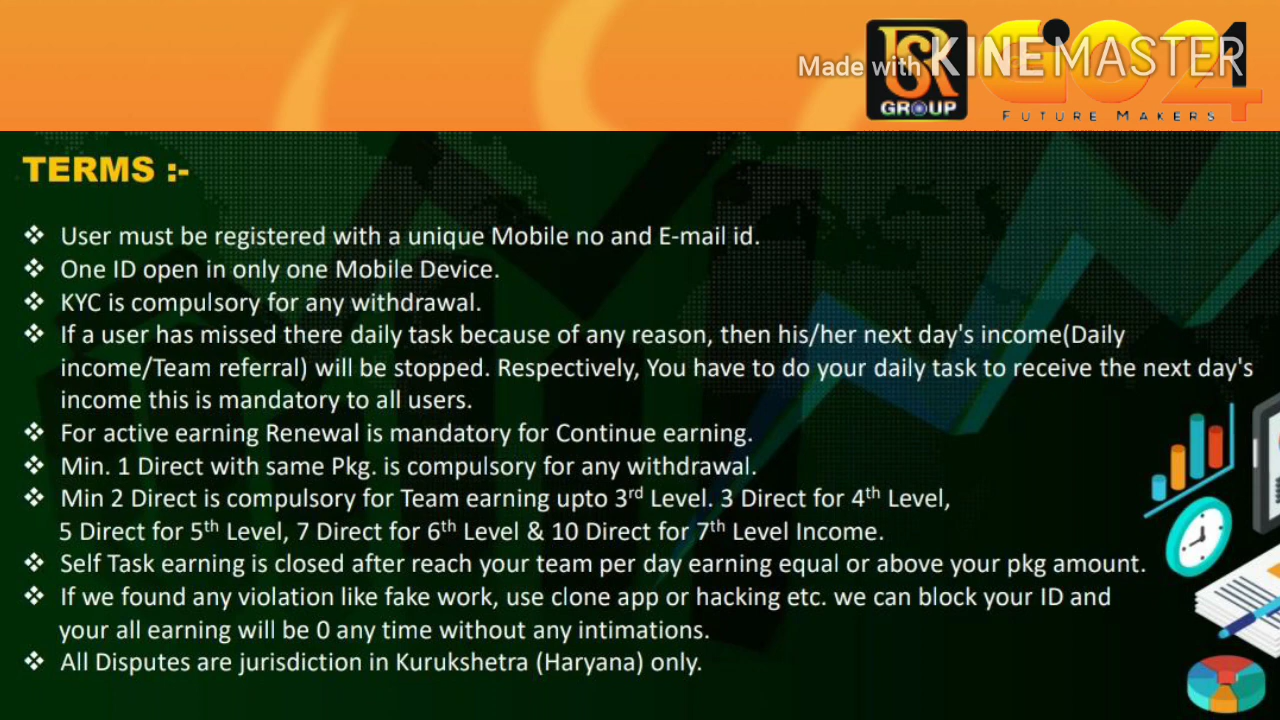 Made with KINEMASTER
GROUP
FUTURE MAKERS
TERMS :-
❖ User must be registered with a unique Mobile no and E-mail id.
❖ One ID open in only one Mobile Device.
❖ KYC is compulsory for any withdrawal.
❖ If a user has missed there daily task because of any reason, then his/her next day's income(Daily
income/Team referral) will be stopped. Respectively, You have to do your daily task to receive the next day's
income this is mandatory to all users.
❖ For active earning Renewal is mandatory for Continue earning.
❖ Min. 1 Direct with same Pkg. is compulsory for any withdrawal.
❖ Min 2 Direct is compulsory for Team earning upto 3rd Level. 3 Direct for 4th Level,
5 Direct for 5th Level, 7 Direct for 6th Level & 10 Direct for 7th Level Income.
❖ Self Task earning is closed after reach your team per day earning equal or above your pkg amount.
❖ If we found any violation like fake work, use clone app or hacking etc. we can block your ID and
your all earning will be 0 any time without any intimations.
❖ All Disputes are jurisdiction in Kurukshetra (Haryana) only.